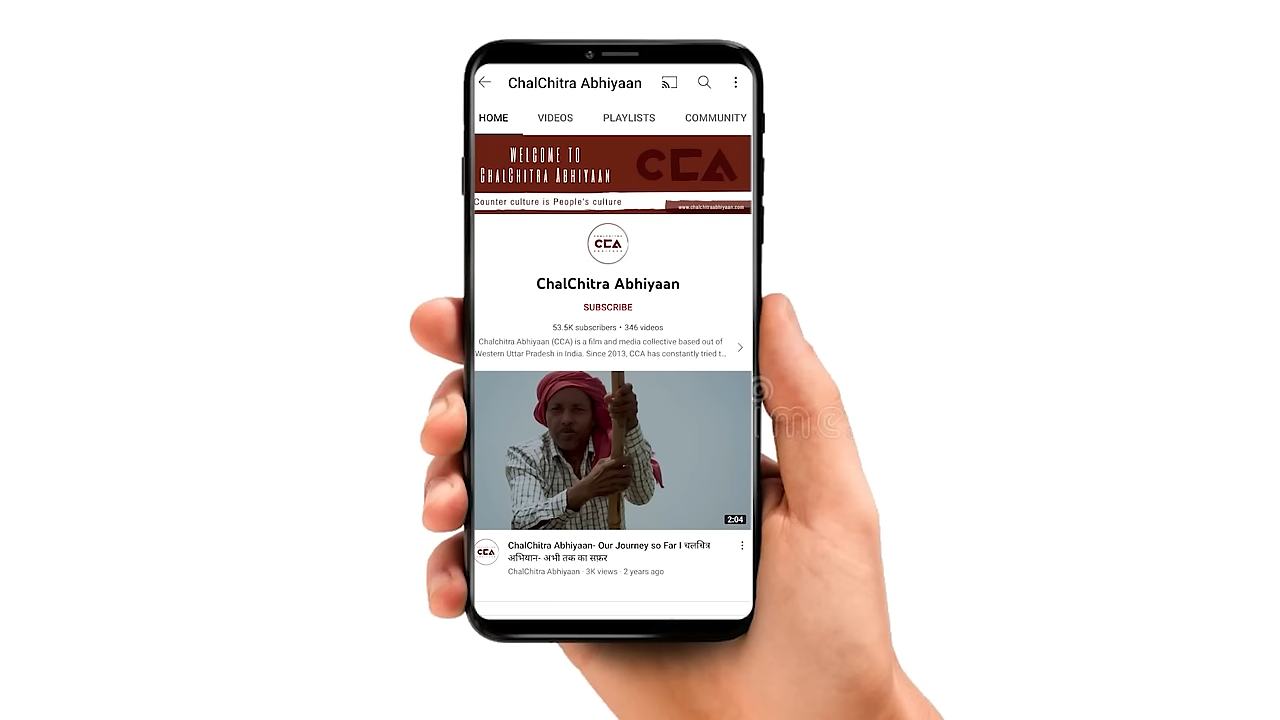 ChalChitra Abhiyaan
HOME VIDEOS PLAYLISTS COMMUNITY
WELCOME TO
CHALCHITRA ABHIYAAN
CCA
Counter culture is People's culture
www.chalchitraabhiyaan.com
CHALCHITRA
CCA
ABHIYAAN
ChalChitra Abhiyaan
SUBSCRIBE
53.5K subscribers • 346 videos
Chalchitra Abhiyaan (CCA) is a film and media collective based out of
Western Uttar Pradesh in India. Since 2013, CCA has constantly tried t...
2:04
CCA
ChalChitra Abhiyaan- Our Journey so Far I चलचित्र
अभियान- अभी तक का सफ़र
ChalChitra Abhiyaan · 3K views · 2 years ago